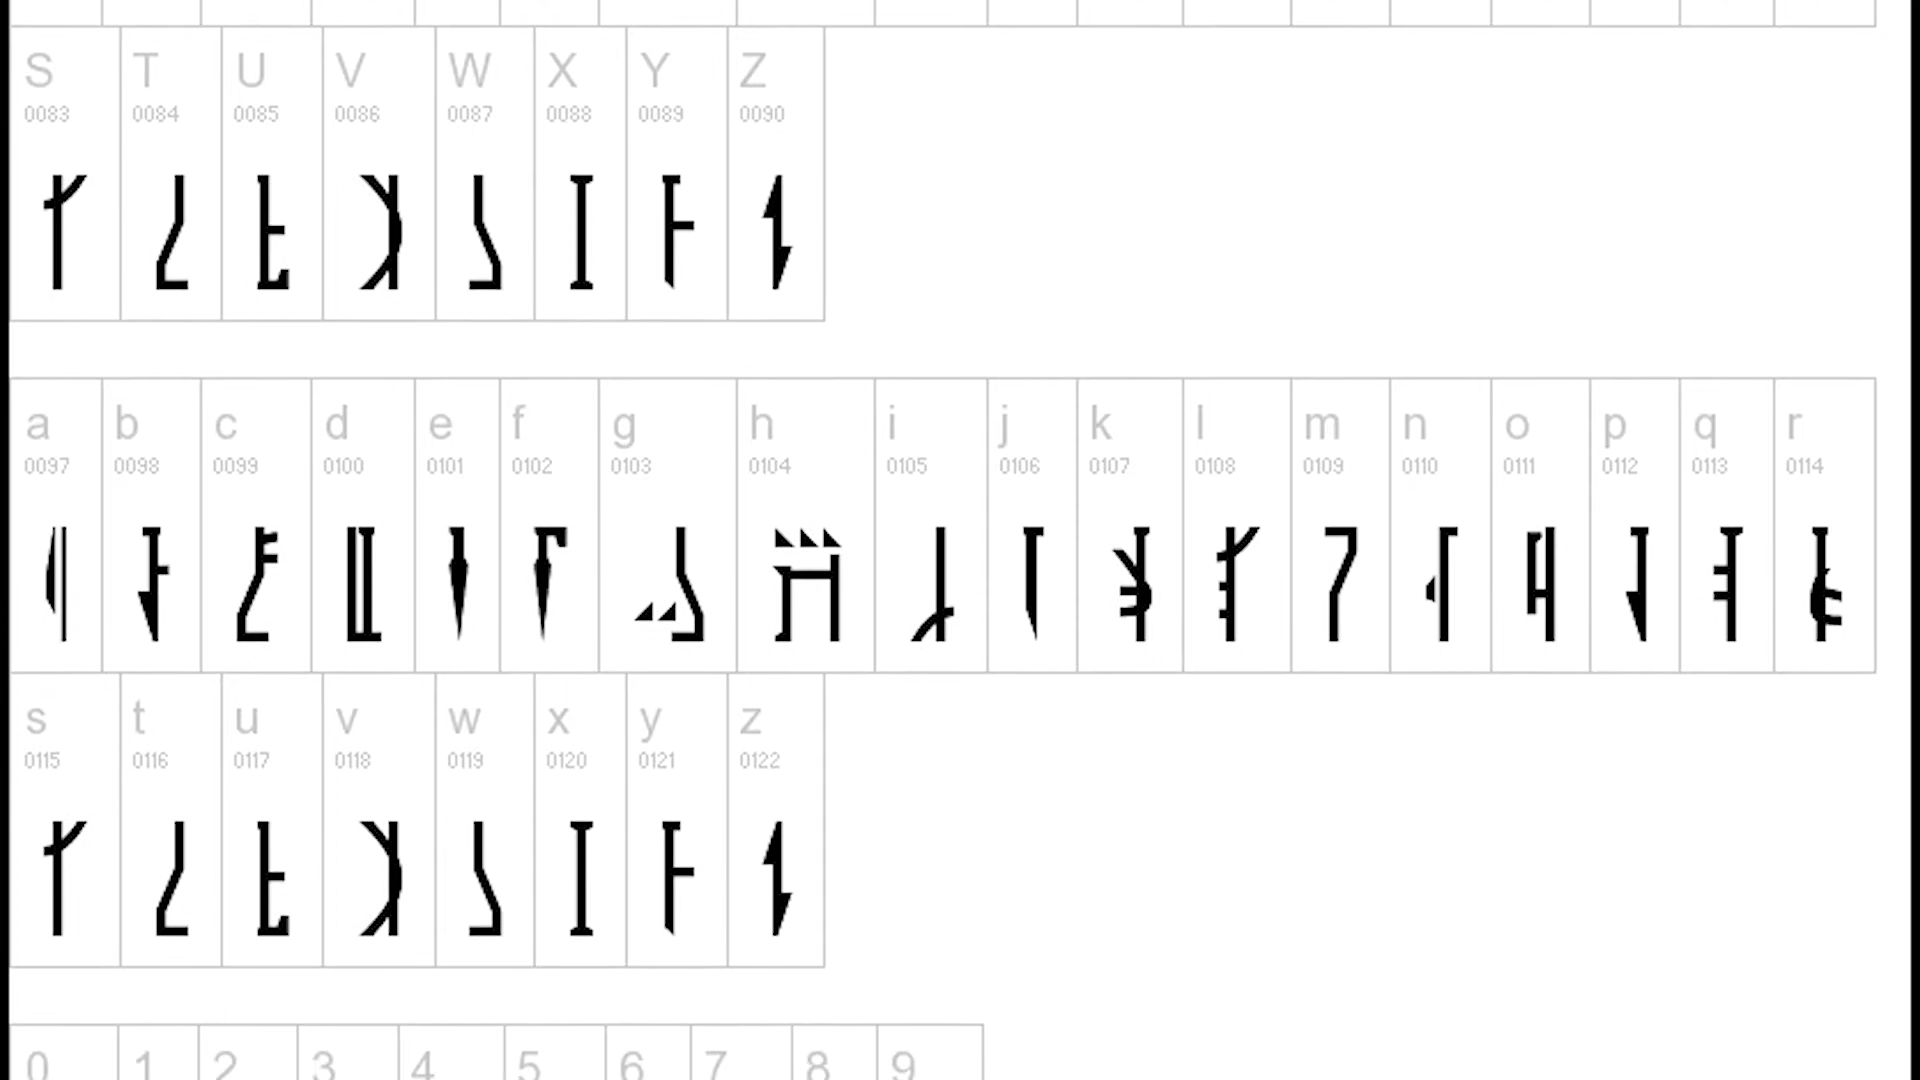 S T U V W X Y Z
0083 0084 0085 0086 0087 0088 0089 0090
a b c d e f g h i j k l m n o p q r
0097 0098 0099 0100 0101 0102 0103 0104 0105 0106 0107 0108 0109 0110 0111 0112 0113 0114
s t u v w x y z
0115 0116 0117 0118 0119 0120 0121 0122
0 1 2 3 4 5 6 7 8 9